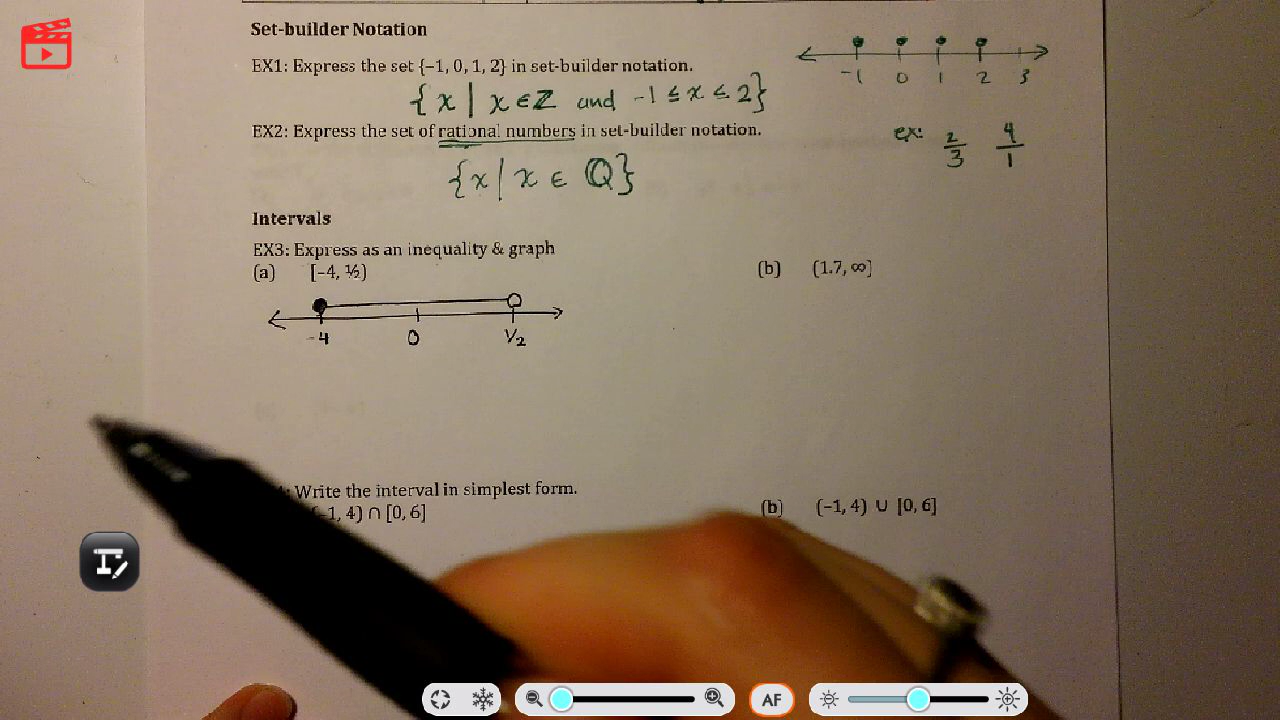 Set-builder Notation
EX1: Express the set {−1, 0, 1, 2} in set-builder notation.
-1 0 1 2 3
{x | x ∈ ℤ and -1 ≤ x ≤ 2}
EX2: Express the set of rational numbers in set-builder notation.
ex: 2/3 4/1
{x | x ∈ ℚ}
Intervals
EX3: Express as an inequality & graph
(a) [−4, ½)
(b) (1.7, ∞]
-4 0 1/2
Write the interval in simplest form.
1, 4) ∩ [0, 6]
(b) (−1, 4) ∪ [0, 6]
AF